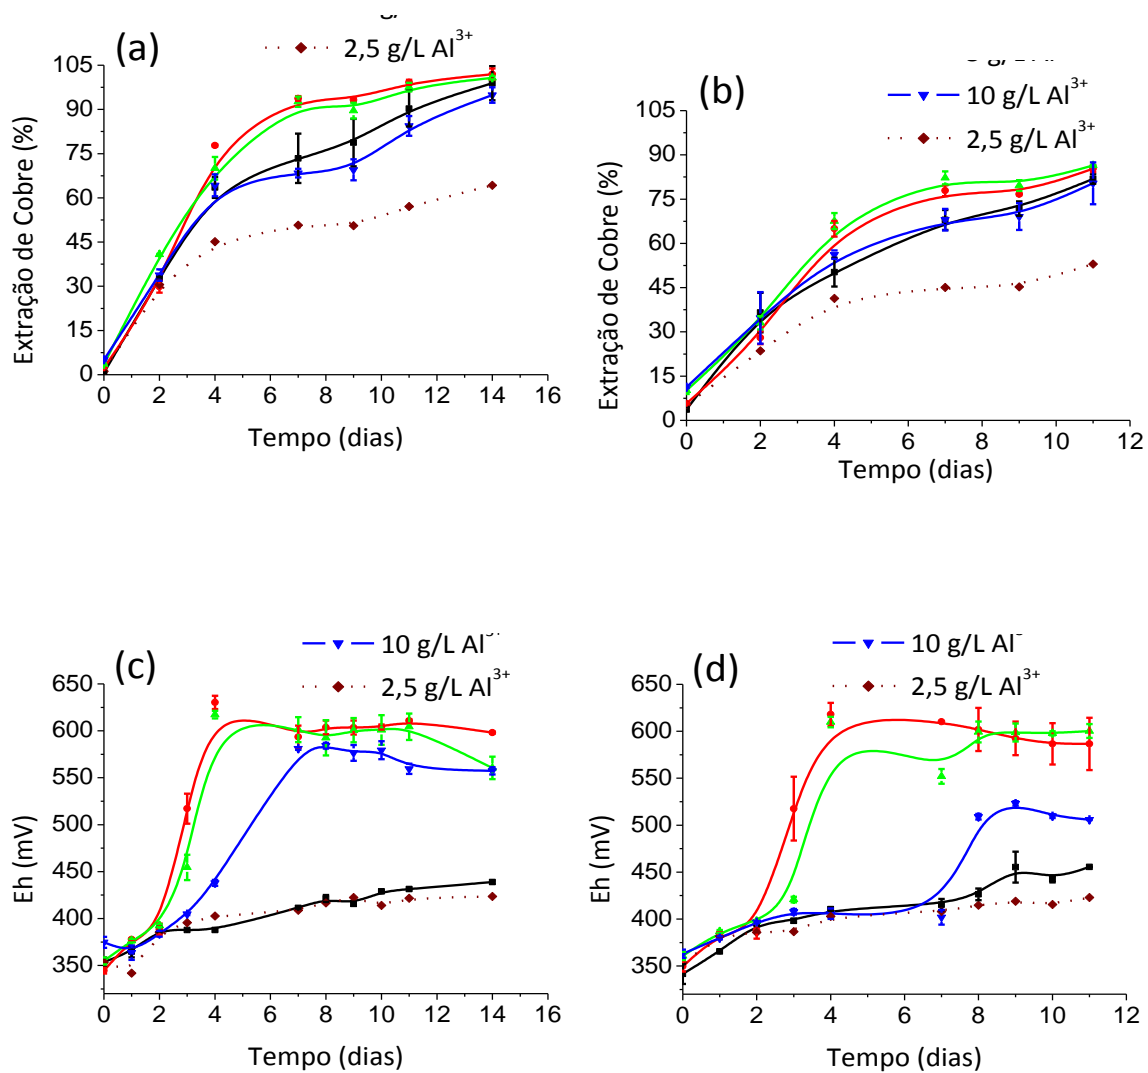 (a)
2,5 g/L Al3+
105
90
75
60
45
30
15
0
Extração de Cobre (%)
0 2 4 6 8 10 12 14 16
Tempo (dias)
(b)
10 g/L Al3+
2,5 g/L Al3+
105
90
75
60
45
30
15
0
Extração de Cobre (%)
0 2 4 6 8 10 12
Tempo (dias)
(c)
10 g/L Al3+
2,5 g/L Al3+
650
600
550
500
450
400
350
Eh (mV)
0 2 4 6 8 10 12 14 16
Tempo (dias)
(d)
10 g/L Al
2,5 g/L Al3+
650
600
550
500
450
400
350
Eh (mV)
0 2 4 6 8 10 12
Tempo (dias)